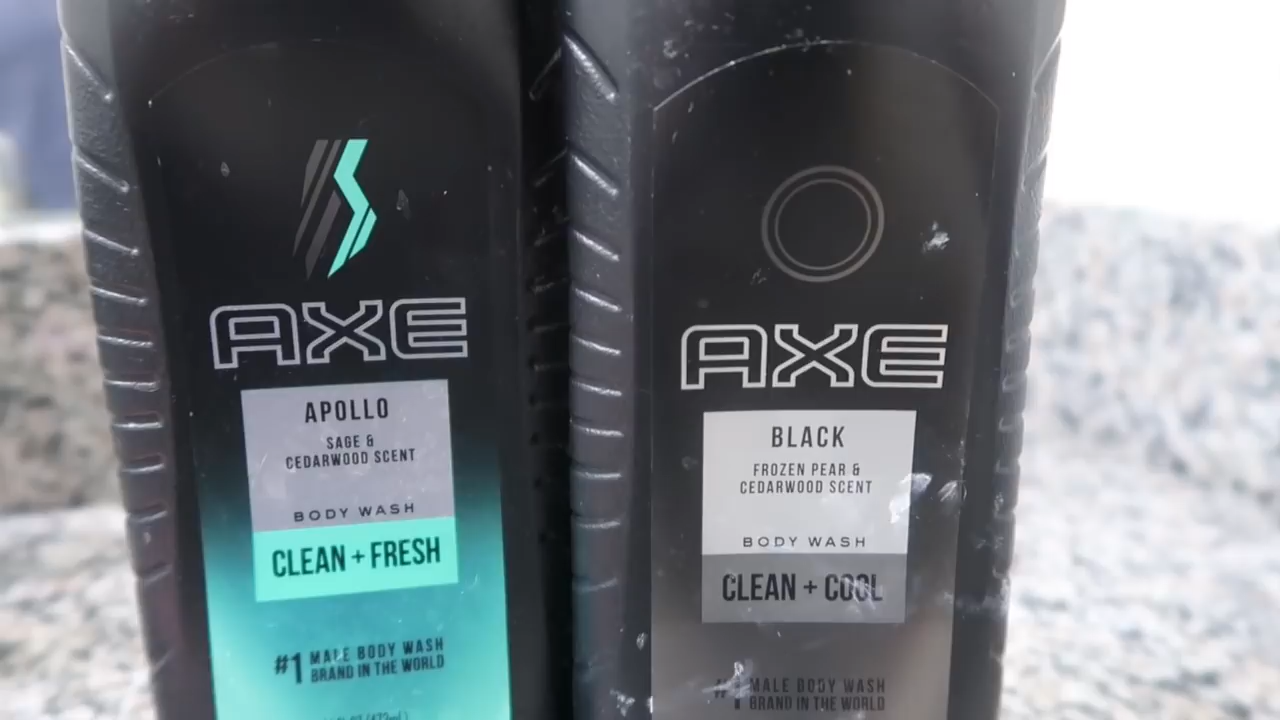 AXE
APOLLO
SAGE &
CEDARWOOD SCENT
BODY WASH
CLEAN + FRESH
#1 MALE BODY WASH
BRAND IN THE WORLD
AXE
BLACK
FROZEN PEAR &
CEDARWOOD SCENT
BODY WASH
CLEAN + COOL
#1 MALE BODY WASH
BRAND IN THE WORLD